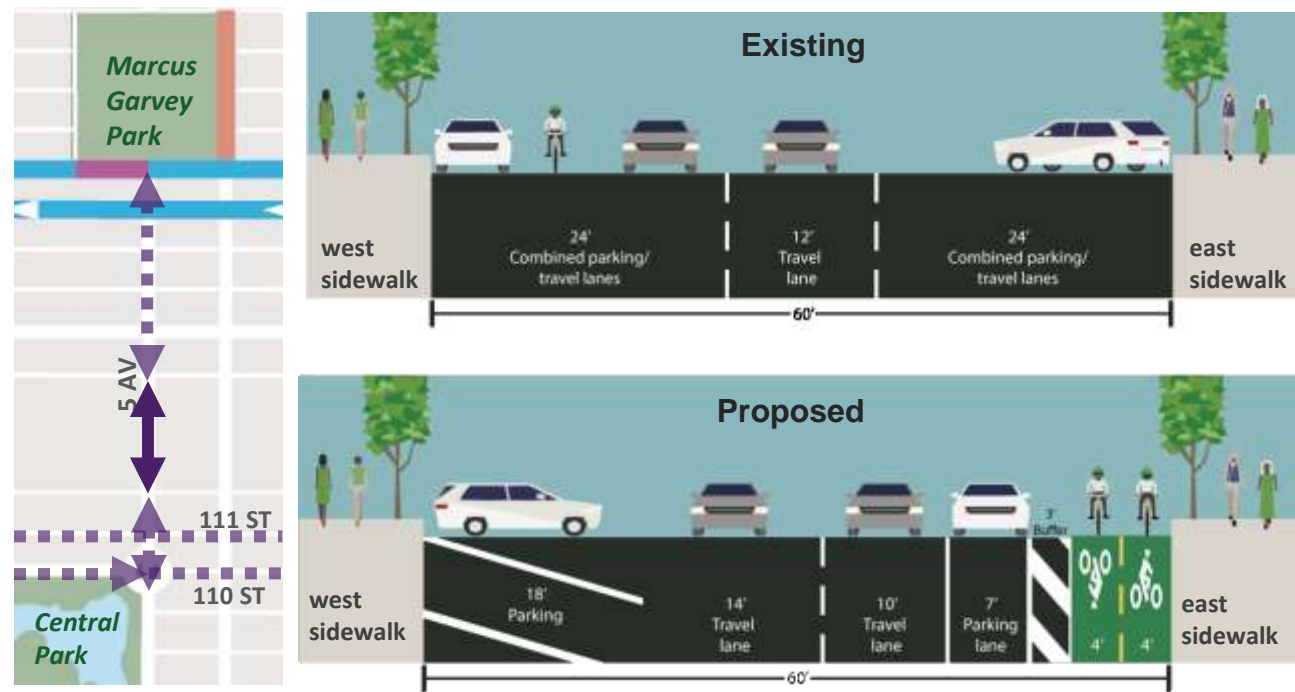 Marcus
Garvey
Park
5 AV
111 ST
110 ST
Central
Park
Existing
west
sidewalk
24'
Combined parking/
travel lanes
12'
Travel
lane
24'
Combined parking/
travel lanes
east
sidewalk
60'
Proposed
west
sidewalk
18'
Parking
14'
Travel
lane
10'
Travel
lane
7'
Parking
lane
3'
Buffer
4'
4'
east
sidewalk
60'